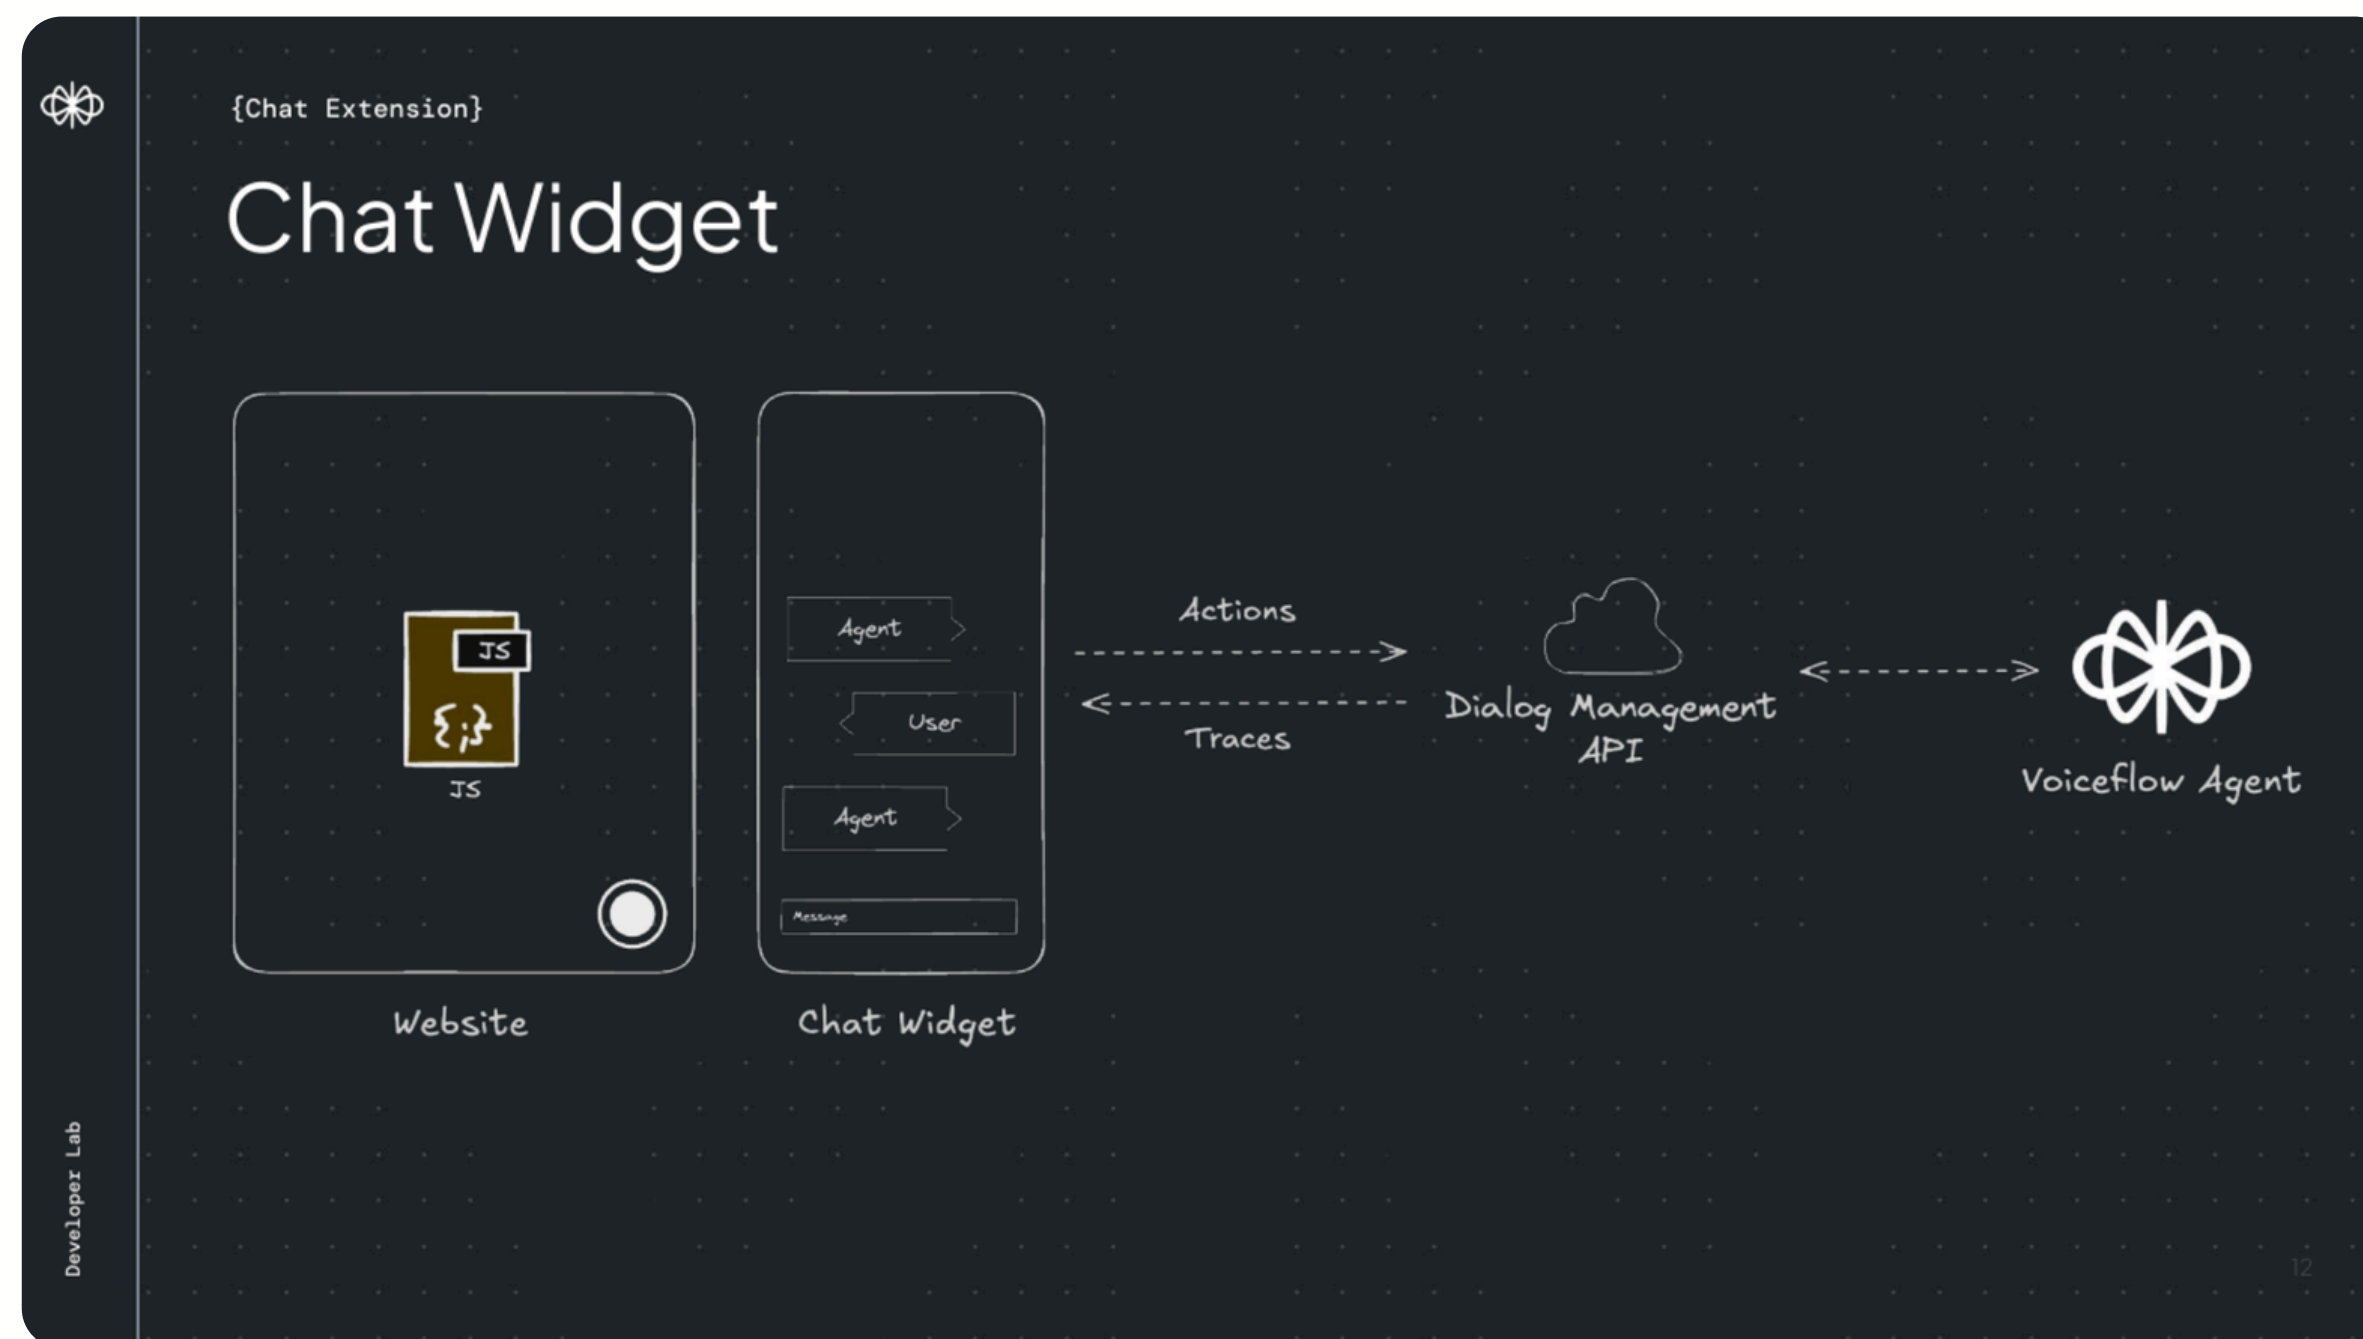 {Chat Extension}
Chat Widget
JS
{;}
JS
Website
Agent
User
Agent
Message
Chat Widget
Actions
Traces
Dialog Management
API
Voiceflow Agent
Developer Lab
12